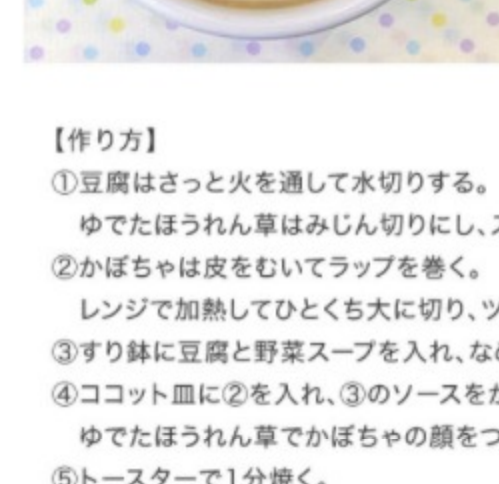 【作り方】
①豆腐はさっと火を通して水切りする。
ゆでたほうれん草はみじん切りにし、
②かぼちゃは皮をむいてラップを巻く。
レンジで加熱してひとくち大に切り、ツ
③すり鉢に豆腐と野菜スープを入れ、な
④ココット皿に②を入れ、③のソースを
ゆでたほうれん草でかぼちゃの顔をつ
⑤トースターで1分焼く。